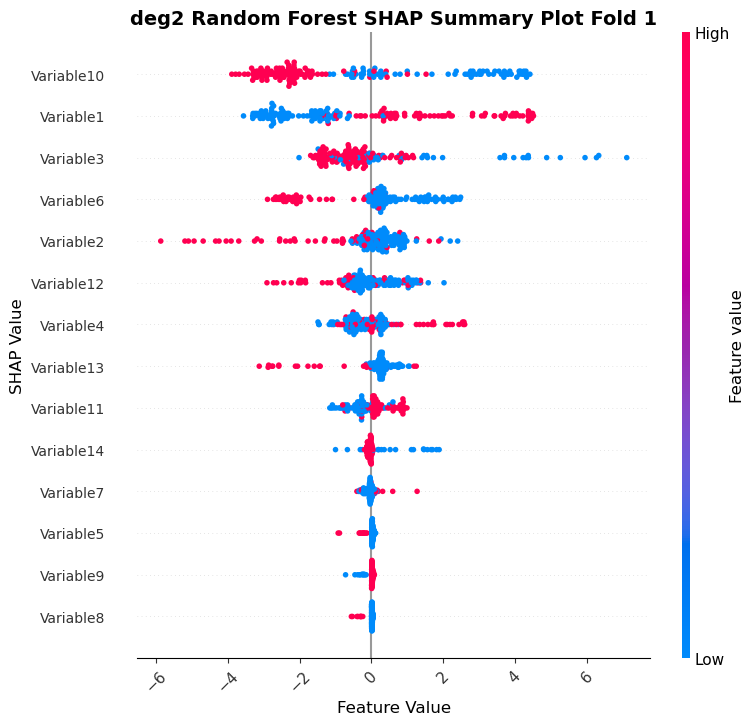 deg2 Random Forest SHAP Summary Plot Fold 1
High
Variable10
Variable1
Variable3
Variable6
Variable2
Variable12
Variable4
Variable13
Variable11
Variable14
Variable7
Variable5
Variable9
Variable8
SHAP Value
Feature value
Low
−6
−4
−2
0
2
4
6
Feature Value